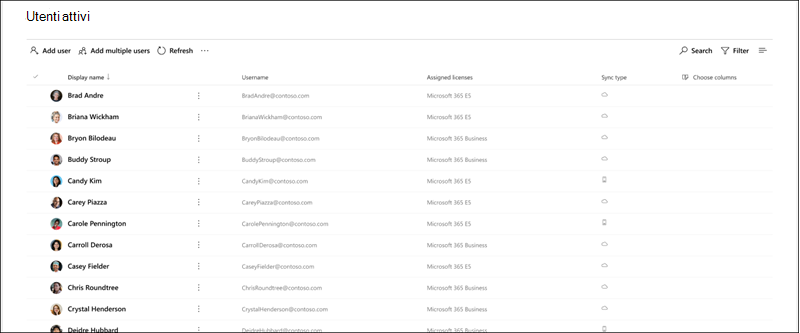 Utenti attivi
Add user Add multiple users Refresh ... Search Filter
Display name ↓ Username Assigned licenses Sync type Choose columns
Brad Andre BradAndre@contoso.com Microsoft 365 E5
Briana Wickham BrianaWickham@contoso.com Microsoft 365 E5
Bryon Bilodeau BryonBilodeau@contoso.com Microsoft 365 Business
Buddy Stroup BuddyStroup@contoso.com Microsoft 365 Business
Candy Kim CandyKim@contoso.com Microsoft 365 E5
Carey Piazza CareyPiazza@contoso.com Microsoft 365 E5
Carole Pennington CarolePennington@contoso.com Microsoft 365 E5
Carroll Derosa CarrollDerosa@contoso.com Microsoft 365 Business
Casey Fielder CaseyFielder@contoso.com Microsoft 365 E5
Chris Roundtree ChrisRoundtree@contoso.com Microsoft 365 Business
Crystal Henderson CrystalHenderson@contoso.com Microsoft 365 Business
Deidre Hubbard DeidreHubbard@contoso.com Microsoft 365 Business